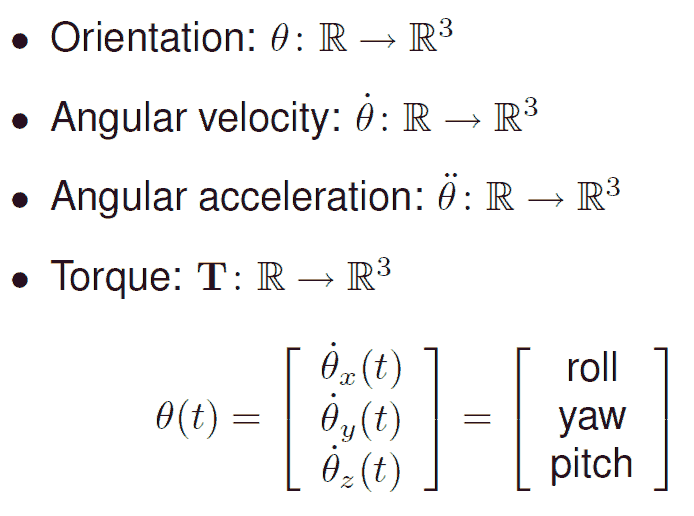 • Orientation: θ: ℝ → ℝ³
• Angular velocity: θ̇: ℝ → ℝ³
• Angular acceleration: θ̈: ℝ → ℝ³
• Torque: T: ℝ → ℝ³
θ(t) = [ θ̇ₓ(t) θ̇_y(t) θ̇_z(t) ] = [ roll yaw pitch ]